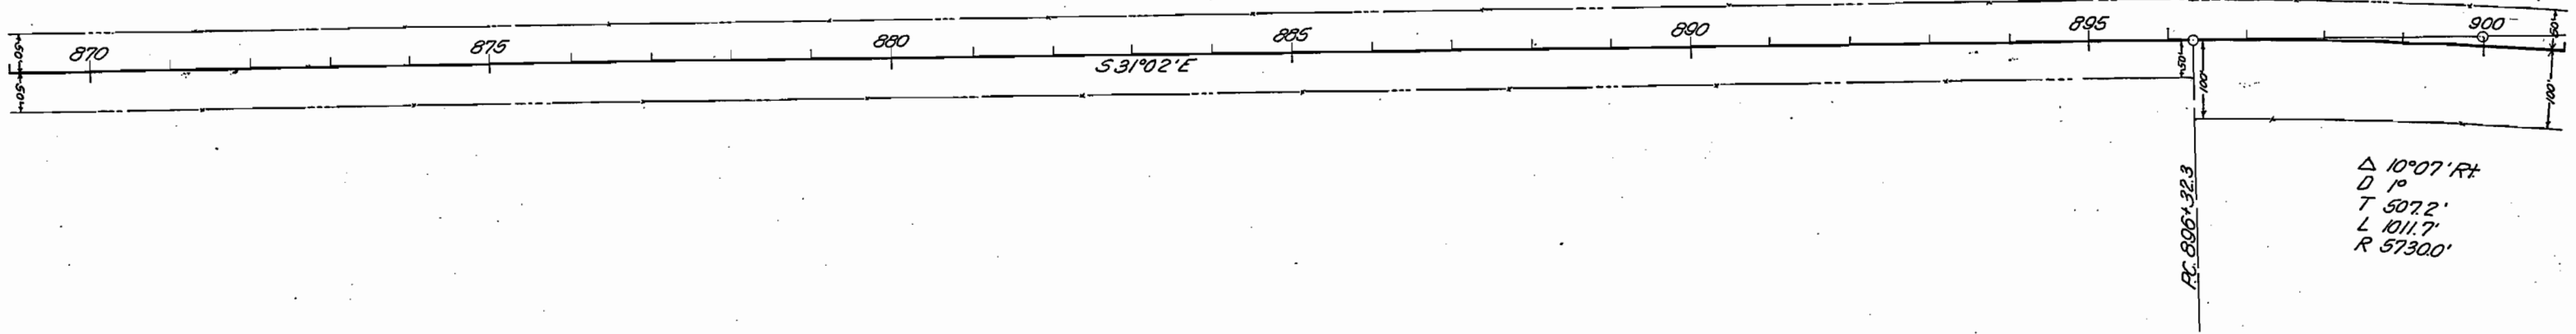 870
875
880
885
890
895
900
50'
50'
S 31°02' E
50'
100'
50'
100'
P.C. 896+32.3
Δ 10°07' Rt.
D 1°
T 507.2'
L 1011.7'
R 5730.0'